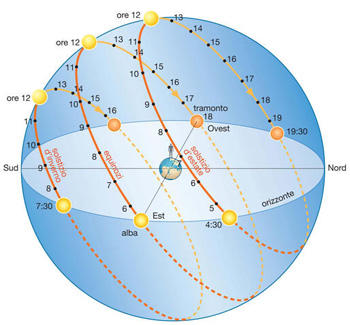 ore 12
13
14
15
16
17
18
19
19:30
11
10
9
8
7
6
5
4:30
solstizio
d'estate
ore 12
13
14
15
16
17
tramonto
18
Ovest
11
10
9
8
7
6
equinozi
Est
alba
ore 12
13
14
15
16
11
10
9
8
7:30
solstizio
d'inverno
Sud
Nord
orizzonte